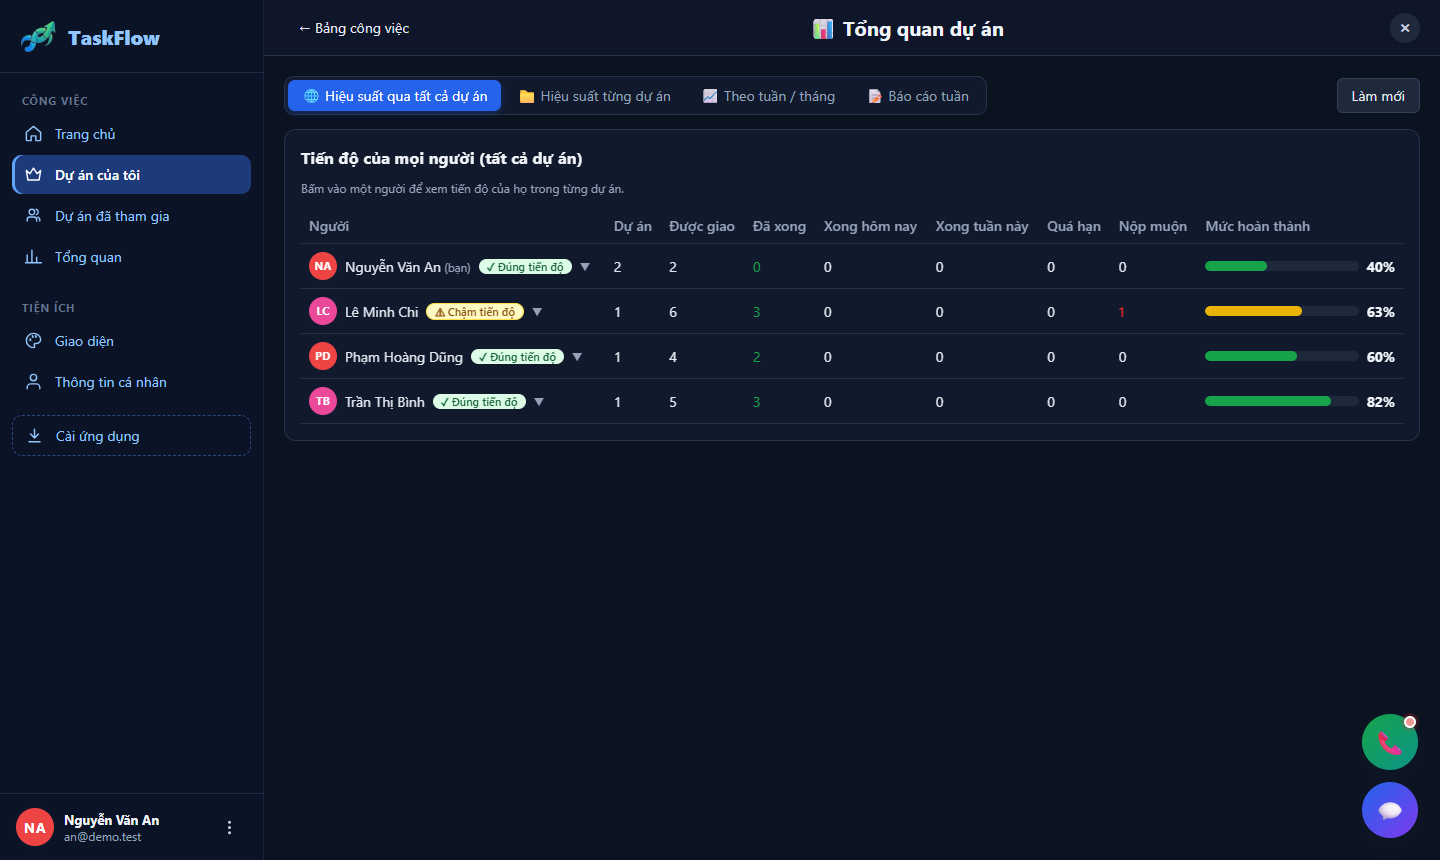 TaskFlow
← Bảng công việc
Tổng quan dự án
CÔNG VIỆC
Trang chủ
Dự án của tôi
Dự án đã tham gia
Tổng quan
TIỆN ÍCH
Giao diện
Thông tin cá nhân
Cài ứng dụng
Hiệu suất qua tất cả dự án
Hiệu suất từng dự án
Theo tuần / tháng
Báo cáo tuần
Làm mới
Tiến độ của mọi người (tất cả dự án)
Bấm vào một người để xem tiến độ của họ trong từng dự án.
Người Dự án Được giao Đã xong Xong hôm nay Xong tuần này Quá hạn Nộp muộn Mức hoàn thành
NA Nguyễn Văn An (bạn) ✓ Đúng tiến độ ▼ 2 2 0 0 0 0 0 40%
LC Lê Minh Chi ⚠ Chậm tiến độ ▼ 1 6 3 0 0 0 1 63%
PD Phạm Hoàng Dũng ✓ Đúng tiến độ ▼ 1 4 2 0 0 0 0 60%
TB Trần Thị Bình ✓ Đúng tiến độ ▼ 1 5 3 0 0 0 0 82%
NA Nguyễn Văn An
an@demo.test